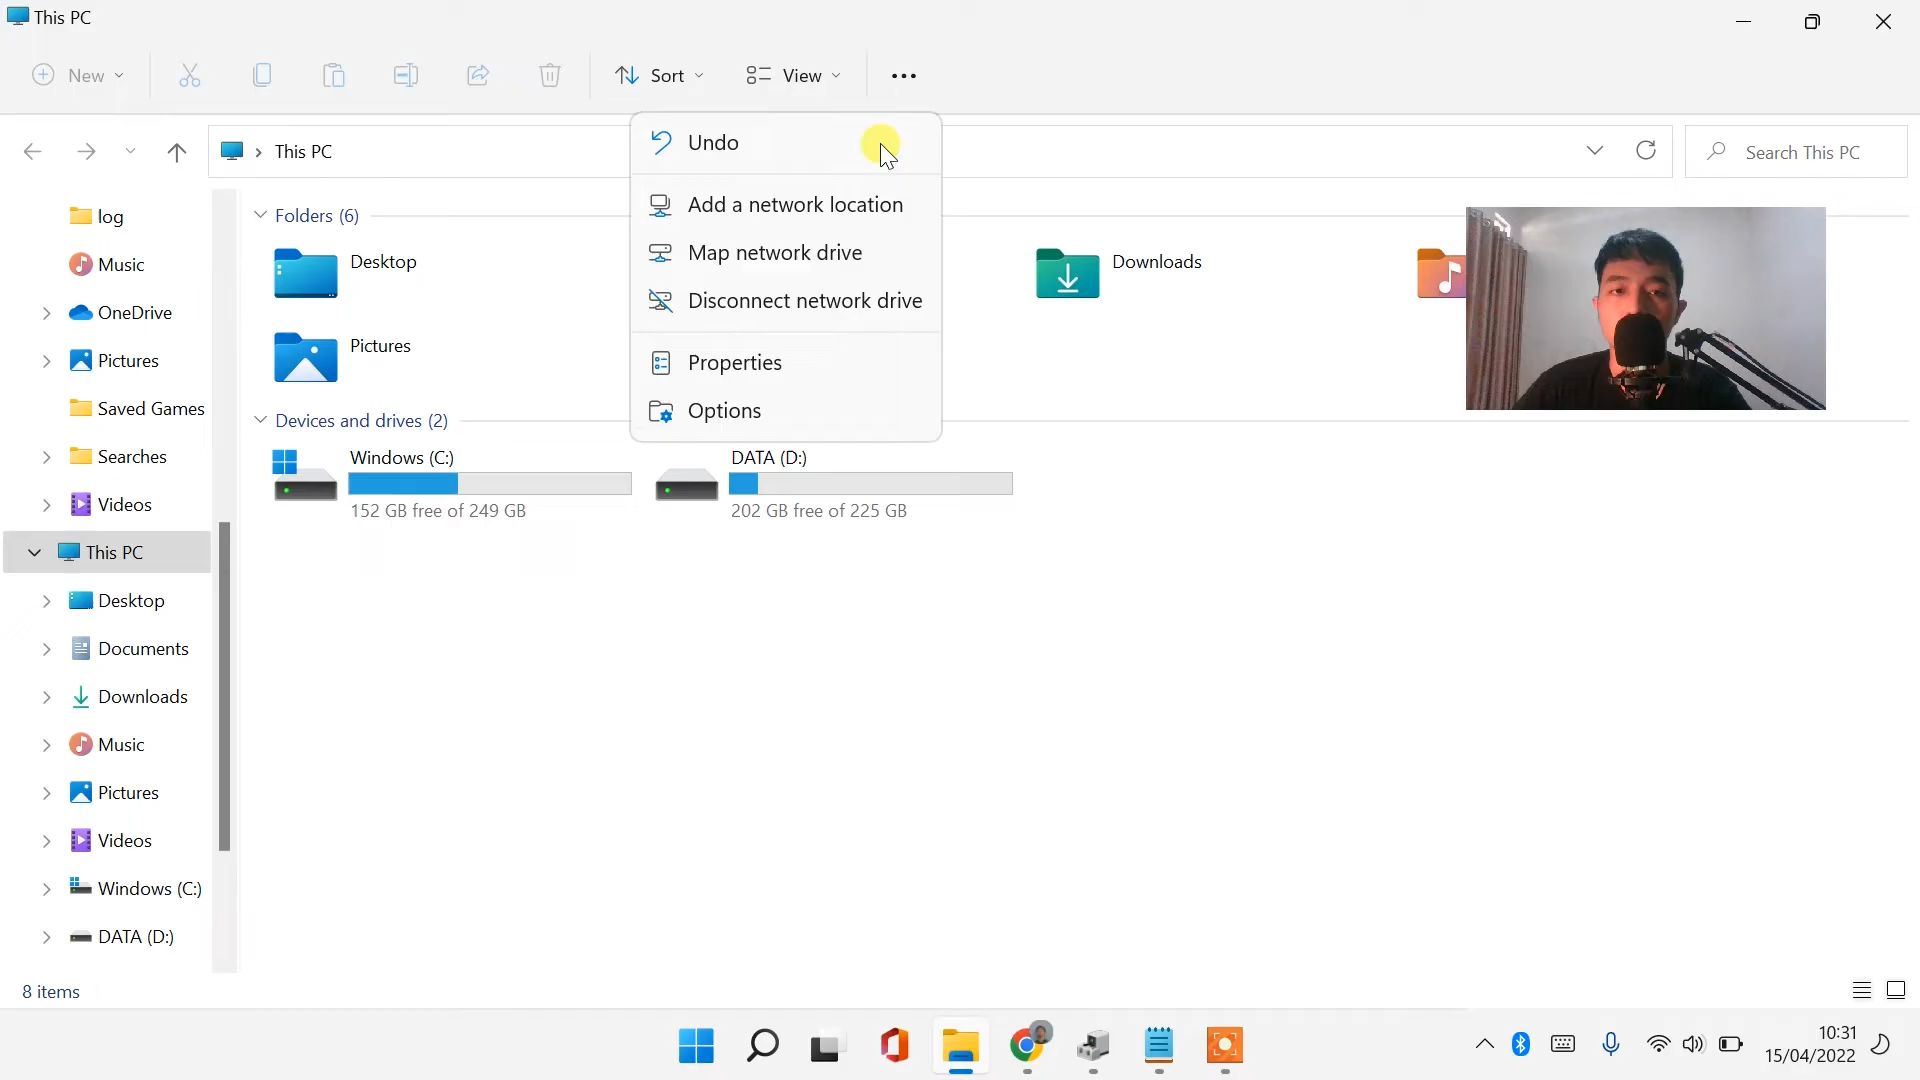 This PC
New
Sort
View
This PC
Search This PC
Undo
Add a network location
Map network drive
Disconnect network drive
Properties
Options
log
Music
OneDrive
Pictures
Saved Games
Searches
Videos
This PC
Desktop
Documents
Downloads
Music
Pictures
Videos
Windows (C:)
DATA (D:)
Folders (6)
Desktop
Downloads
Pictures
Devices and drives (2)
Windows (C:)
152 GB free of 249 GB
DATA (D:)
202 GB free of 225 GB
8 items
10:31
15/04/2022